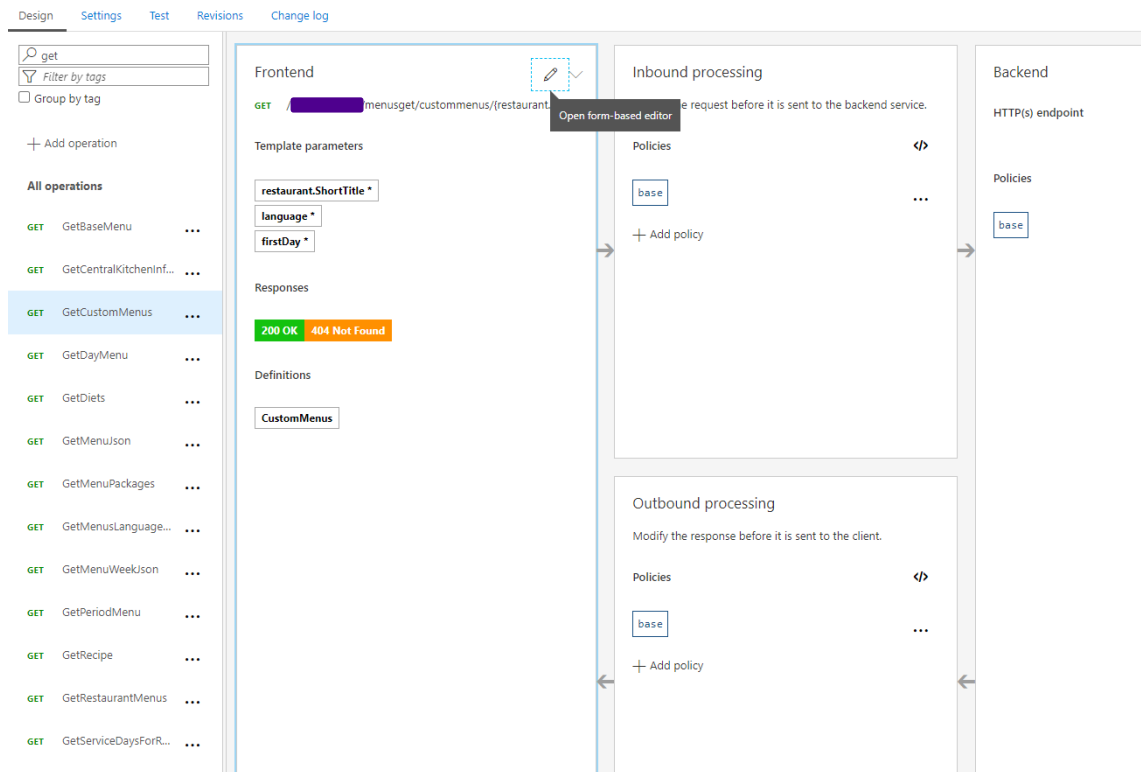 Design Settings Test Revisions Change log
get
Filter by tags
Group by tag
Add operation
All operations
GET GetBaseMenu
GET GetCentralKitchenInf...
GET GetCustomMenus
GET GetDayMenu
GET GetDiets
GET GetMenuJson
GET GetMenuPackages
GET GetMenusLanguage...
GET GetMenuWeekJson
GET GetPeriodMenu
GET GetRecipe
GET GetRestaurantMenus
GET GetServiceDaysForR...
Frontend
GET / /menusget/custommenus/{restaurant.
Open form-based editor
Template parameters
restaurant.ShortTitle *
language *
firstDay *
Responses
200 OK 404 Not Found
Definitions
CustomMenus
Inbound processing
request before it is sent to the backend service.
Policies </>
base
Add policy
Outbound processing
Modify the response before it is sent to the client.
Policies </>
base
Add policy
Backend
HTTP(s) endpoint
Policies
base